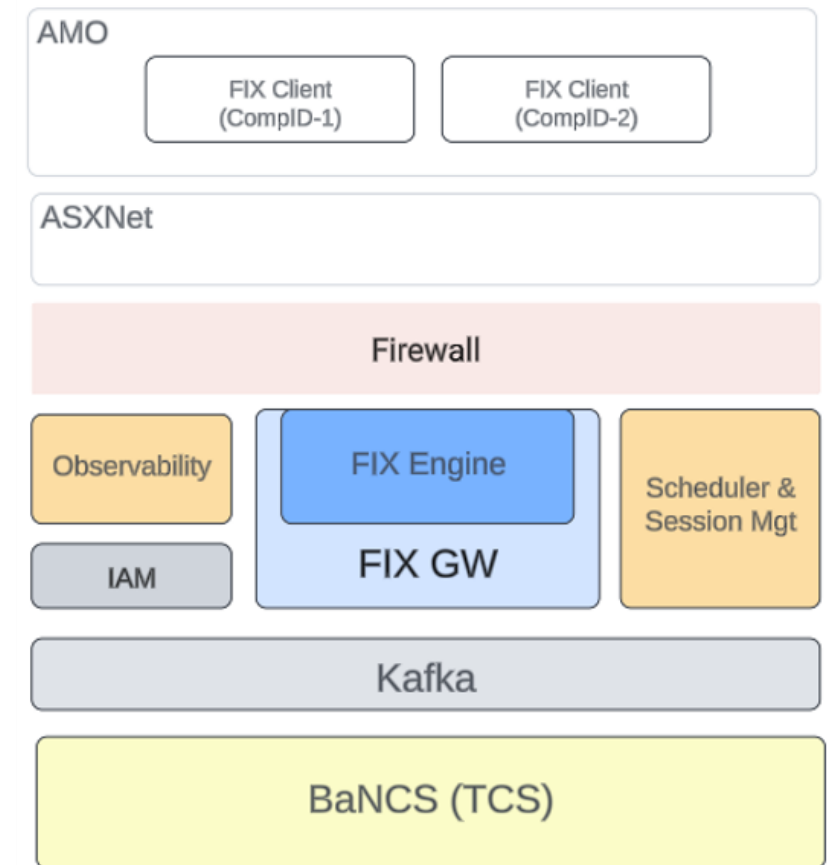 AMO
FIX Client
(CompID-1)
FIX Client
(CompID-2)
ASXNet
Firewall
Observability
FIX Engine
Scheduler &
Session Mgt
FIX GW
IAM
Kafka
BaNCS (TCS)